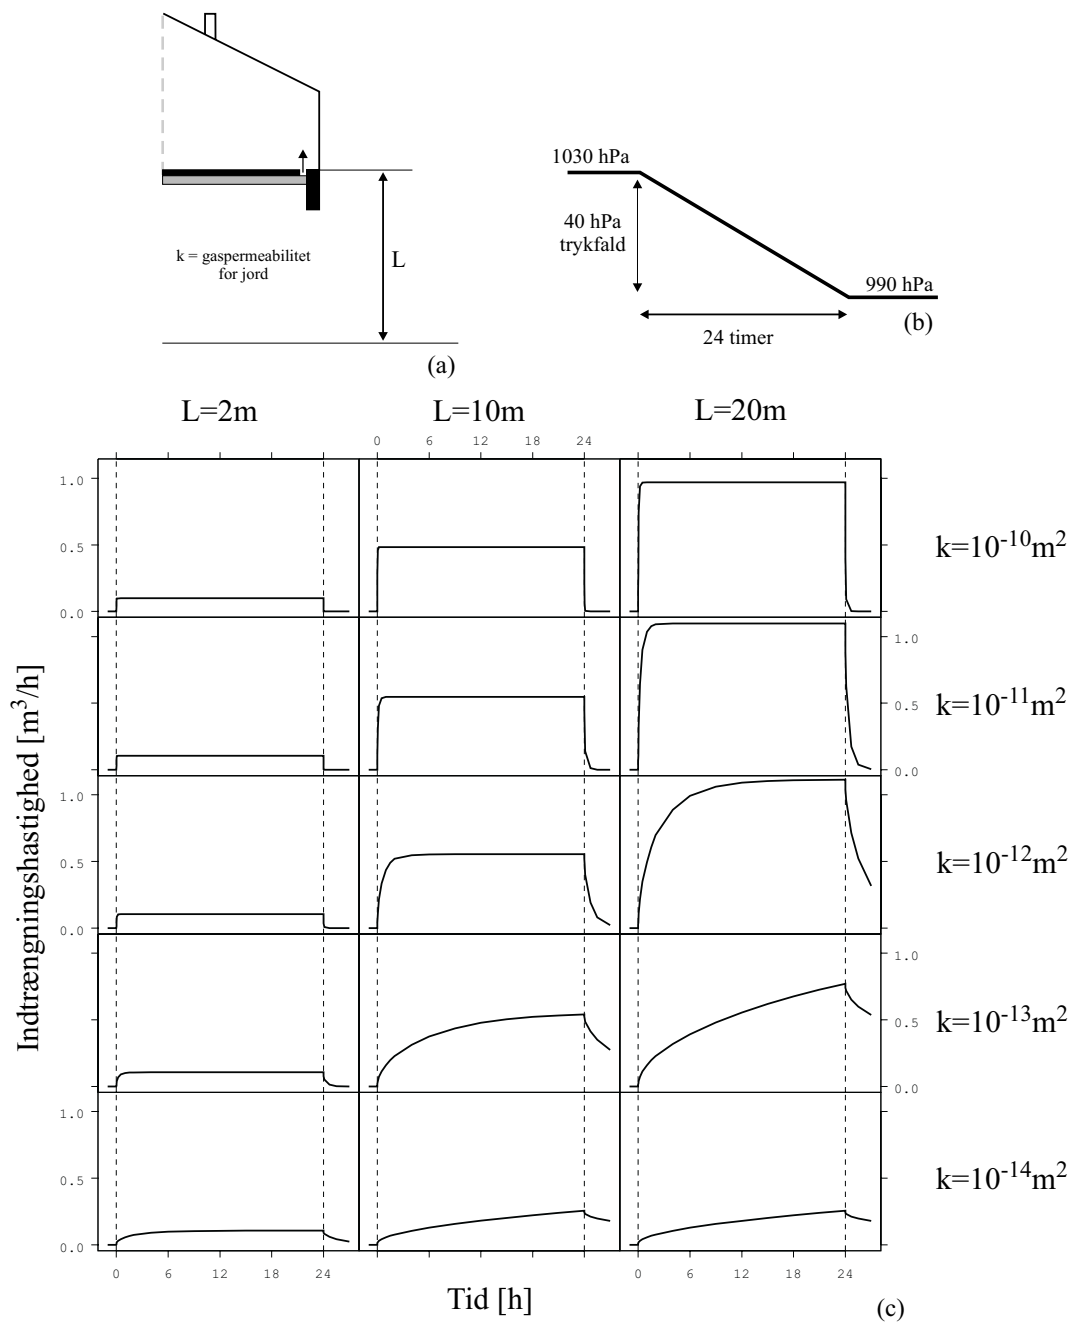 1030 hPa
40 hPa
trykfald
990 hPa
24 timer
(b)
k = gaspermeabilitet
for jord
L
(a)
L=2m
L=10m
L=20m
0 6 12 18 24
1.0
0.5
0.0
k=10⁻¹⁰m²
1.0
0.5
0.0
k=10⁻¹¹m²
1.0
0.5
0.0
k=10⁻¹²m²
1.0
0.5
0.0
k=10⁻¹³m²
1.0
0.5
0.0
k=10⁻¹⁴m²
Indtrængningshastighed [m³/h]
0 6 12 18 24
0 6 12 18 24
Tid [h]
(c)